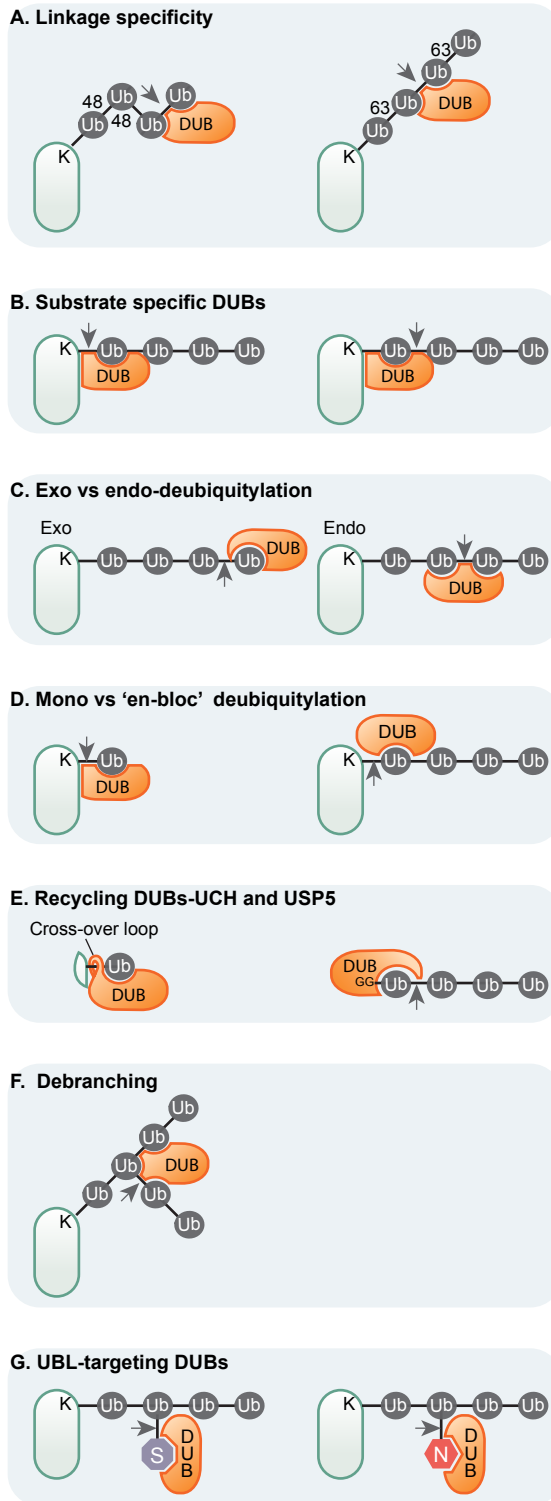 A. Linkage specificity
63
Ub
48
Ub
Ub
Ub
Ub
48
Ub
DUB
63
Ub
DUB
Ub
K
K
B. Substrate specific DUBs
K
Ub
Ub
Ub
Ub
K
Ub
Ub
Ub
Ub
DUB
DUB
C. Exo vs endo-deubiquitylation
Exo
Endo
K
Ub
Ub
Ub
Ub
DUB
K
Ub
Ub
Ub
Ub
DUB
D. Mono vs ‘en-bloc’ deubiquitylation
DUB
K
Ub
K
Ub
Ub
Ub
Ub
DUB
E. Recycling DUBs-UCH and USP5
Cross-over loop
Ub
DUB
DUB
GG
Ub
Ub
Ub
Ub
F. Debranching
Ub
Ub
Ub
DUB
Ub
Ub
K
Ub
G. UBL-targeting DUBs
K
Ub
Ub
Ub
Ub
K
Ub
Ub
Ub
Ub
S
DUB
N
DUB